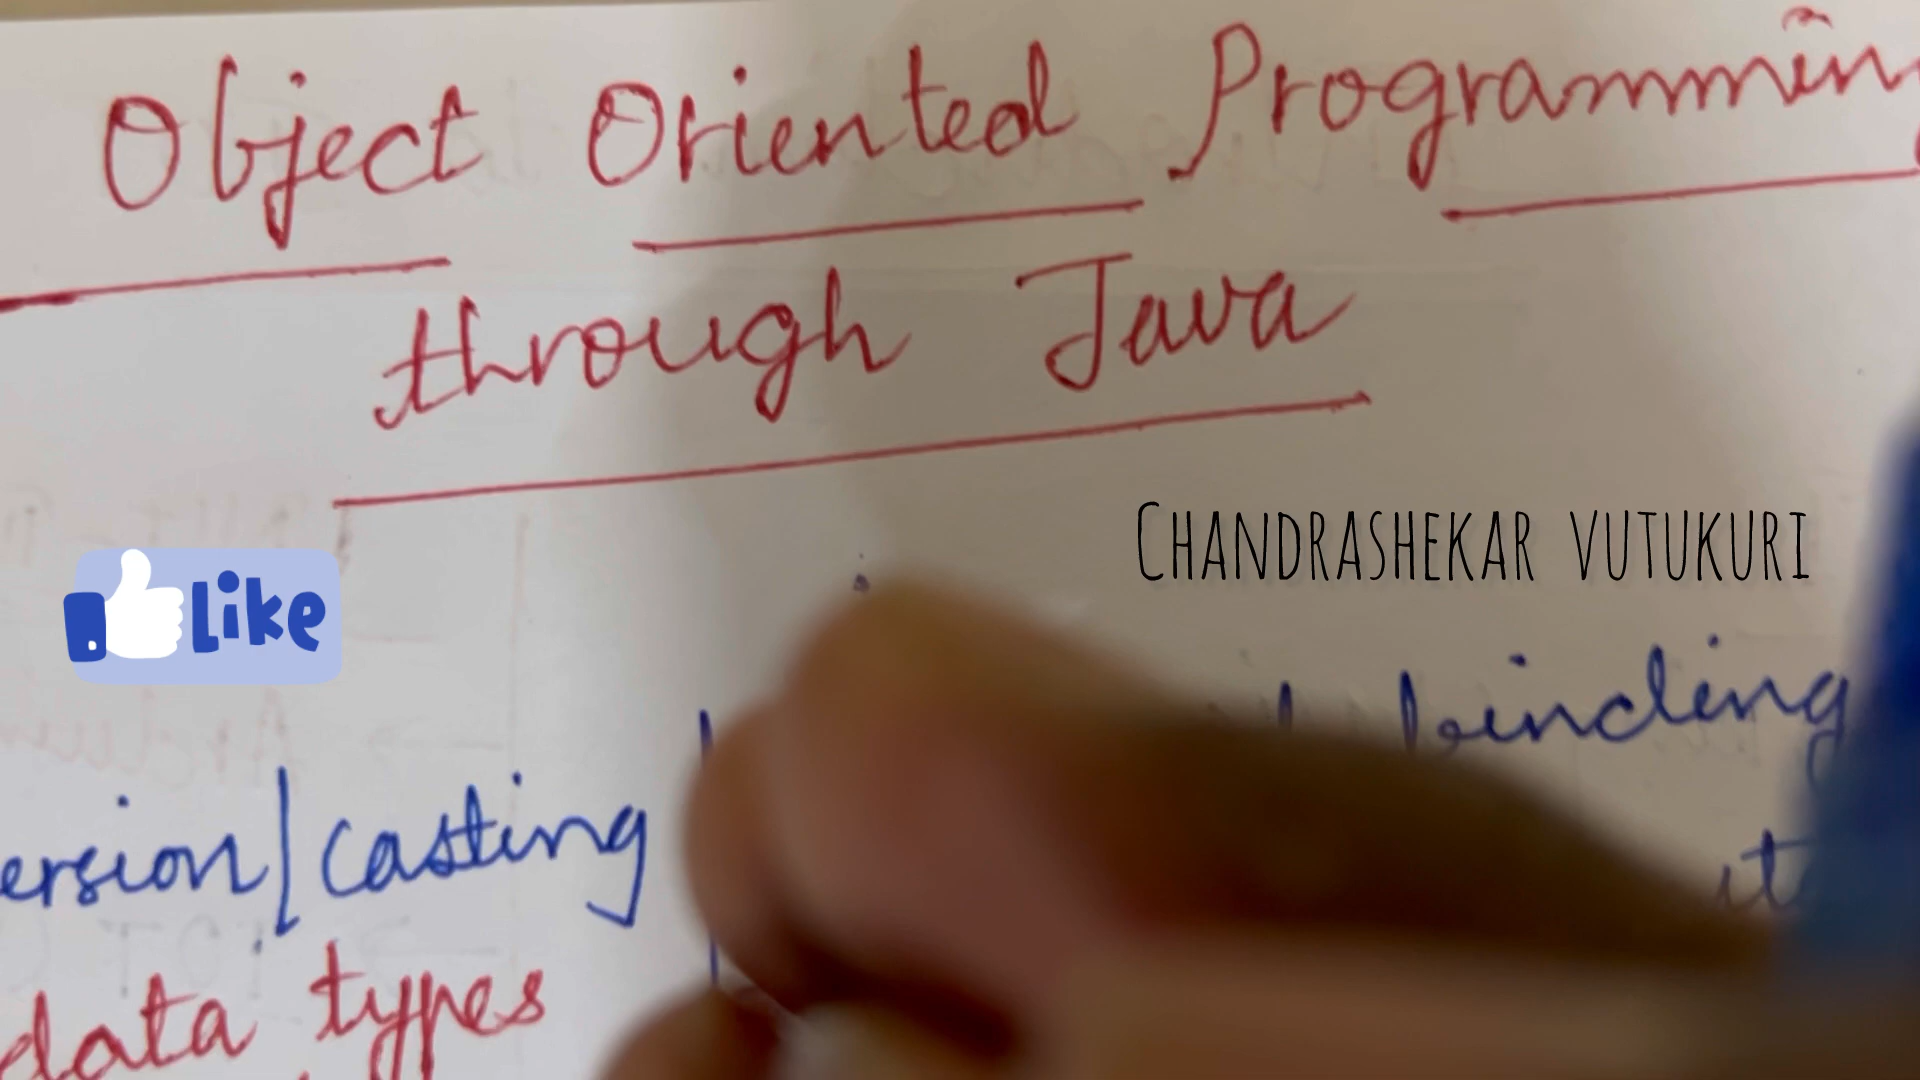 Object Oriented Programming
through Java
CHANDRASHEKAR VUTUKURI
Like
binding
ersion/casting
data types